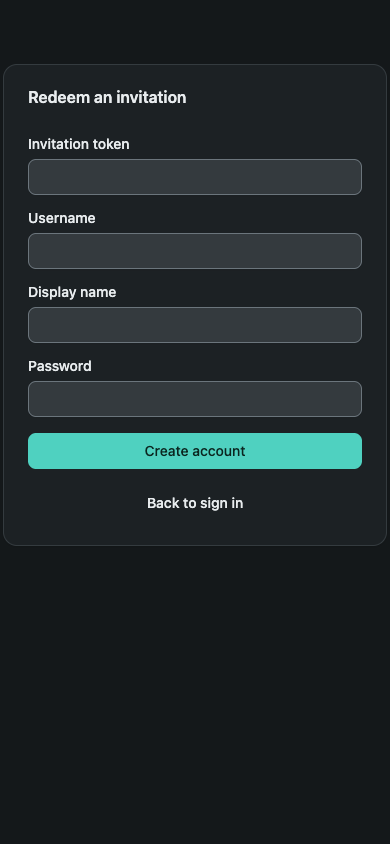 Redeem an invitation
Invitation token
Username
Display name
Password
Create account
Back to sign in